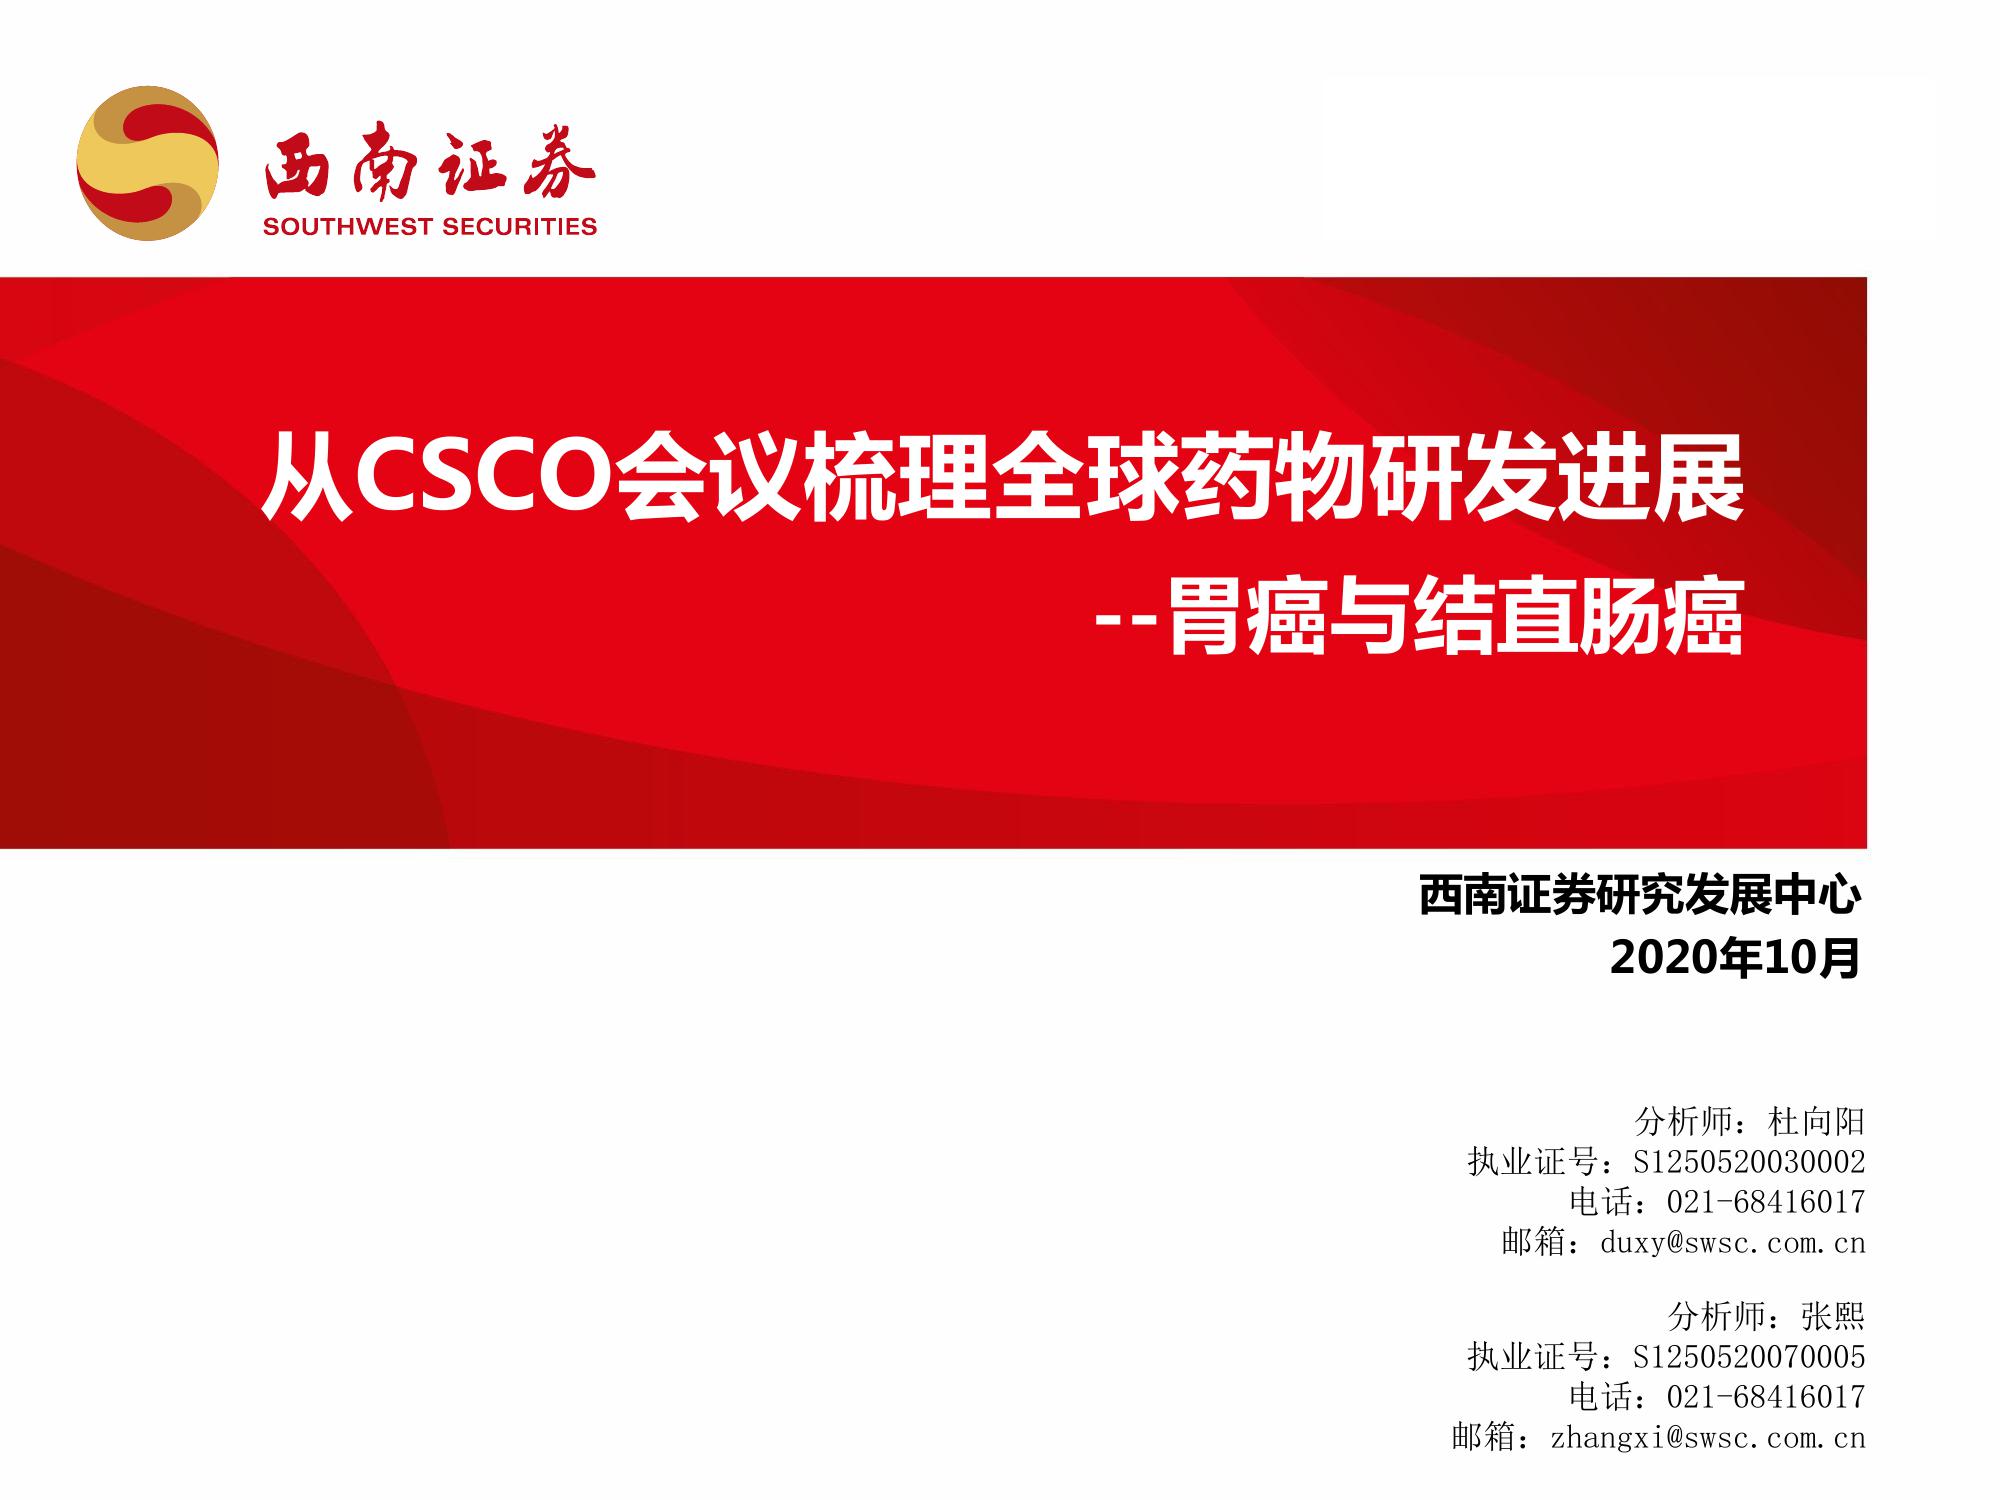 西南证券
SOUTHWEST SECURITIES
从CSCO会议梳理全球药物研发进展
--胃癌与结直肠癌
西南证券研究发展中心
2020年10月
分析师：杜向阳
执业证号：S1250520030002
电话：021-68416017
邮箱：duxy@swsc.com.cn
分析师：张熙
执业证号：S1250520070005
电话：021-68416017
邮箱：zhangxi@swsc.com.cn